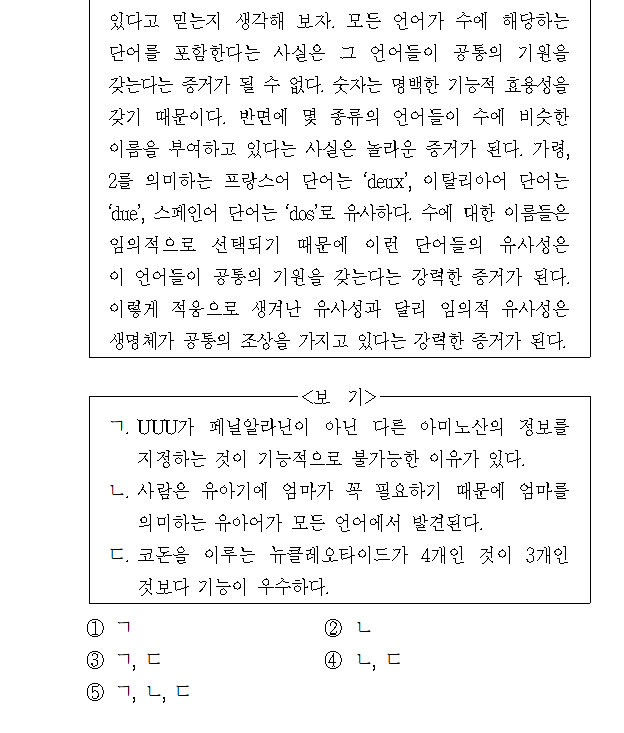 있다고 믿는지 생각해 보자. 모든 언어가 수에 해당하는
단어를 포함한다는 사실은 그 언어들이 공통의 기원을
갖는다는 증거가 될 수 없다. 숫자는 명백한 기능적 효용성을
갖기 때문이다. 반면에 몇 종류의 언어들이 수에 비슷한
이름을 부여하고 있다는 사실은 놀라운 증거가 된다. 가령,
2를 의미하는 프랑스어 단어는 ‘deux’, 이탈리아어 단어는
‘due’, 스페인어 단어는 ‘dos’로 유사하다. 수에 대한 이름들은
임의적으로 선택되기 때문에 이런 단어들의 유사성은
이 언어들이 공통의 기원을 갖는다는 강력한 증거가 된다.
이렇게 적응으로 생겨난 유사성과 달리 임의적 유사성은
생명체가 공통의 조상을 가지고 있다는 강력한 증거가 된다.
<보 기>
ㄱ. UUU가 페닐알라닌이 아닌 다른 아미노산의 정보를
지정하는 것이 기능적으로 불가능한 이유가 있다.
ㄴ. 사람은 유아기에 엄마가 꼭 필요하기 때문에 엄마를
의미하는 유아어가 모든 언어에서 발견된다.
ㄷ. 코돈을 이루는 뉴클레오타이드가 4개인 것이 3개인
것보다 기능이 우수하다.
① ㄱ ② ㄴ
③ ㄱ, ㄷ ④ ㄴ, ㄷ
⑤ ㄱ, ㄴ, ㄷ